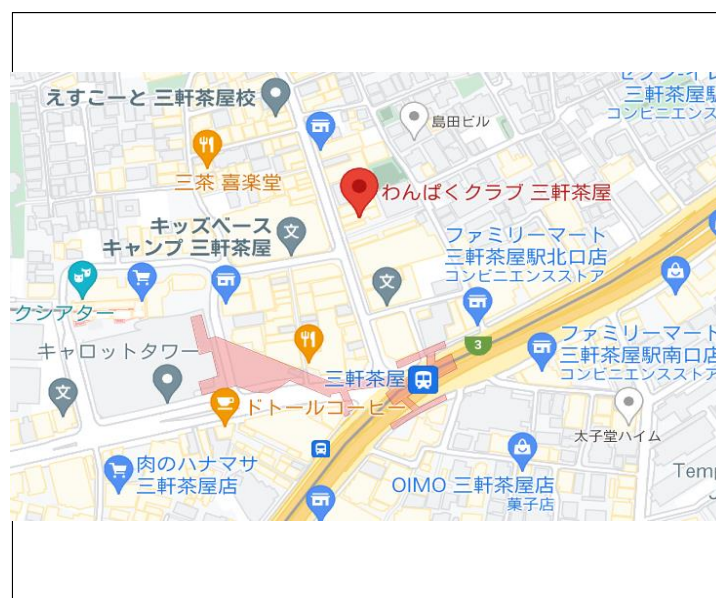 えすこーと 三軒茶屋校
島田ビル
三軒茶屋駅
コンビニエンス
三茶 喜楽堂
わんぱくクラブ 三軒茶屋
キッズベース
キャンプ 三軒茶屋
ファミリーマート
三軒茶屋駅北口店
コンビニエンスストア
クシアター
キャロットタワー
3
ファミリーマート
三軒茶屋駅南口店
コンビニエンスストア
三軒茶屋
ドトールコーヒー
太子堂ハイム
肉のハナマサ
三軒茶屋店
OIMO 三軒茶屋店
菓子店
Temp
文
文
文